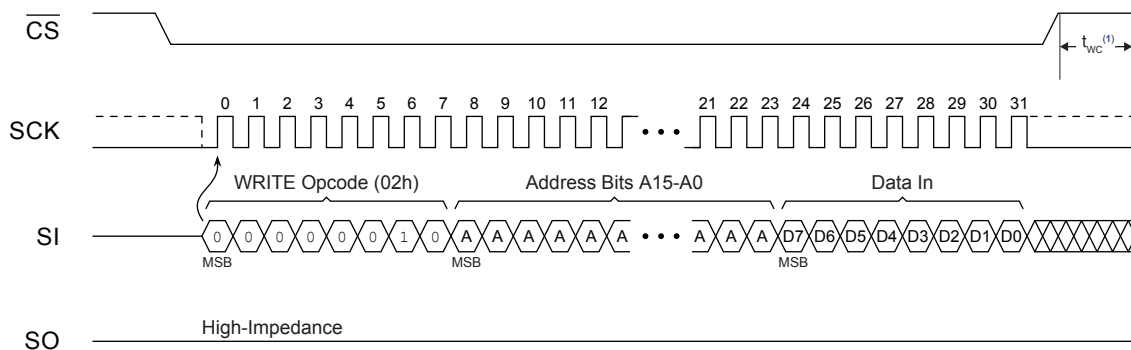 CS
tWC(1)
0 1 2 3 4 5 6 7 8 9 10 11 12 21 22 23 24 25 26 27 28 29 30 31
SCK
WRITE Opcode (02h) Address Bits A15-A0 Data In
SI 0 0 0 0 0 0 1 0 A A A A A A A A A A D7 D6 D5 D4 D3 D2 D1 D0
MSB MSB MSB
High-Impedance
SO